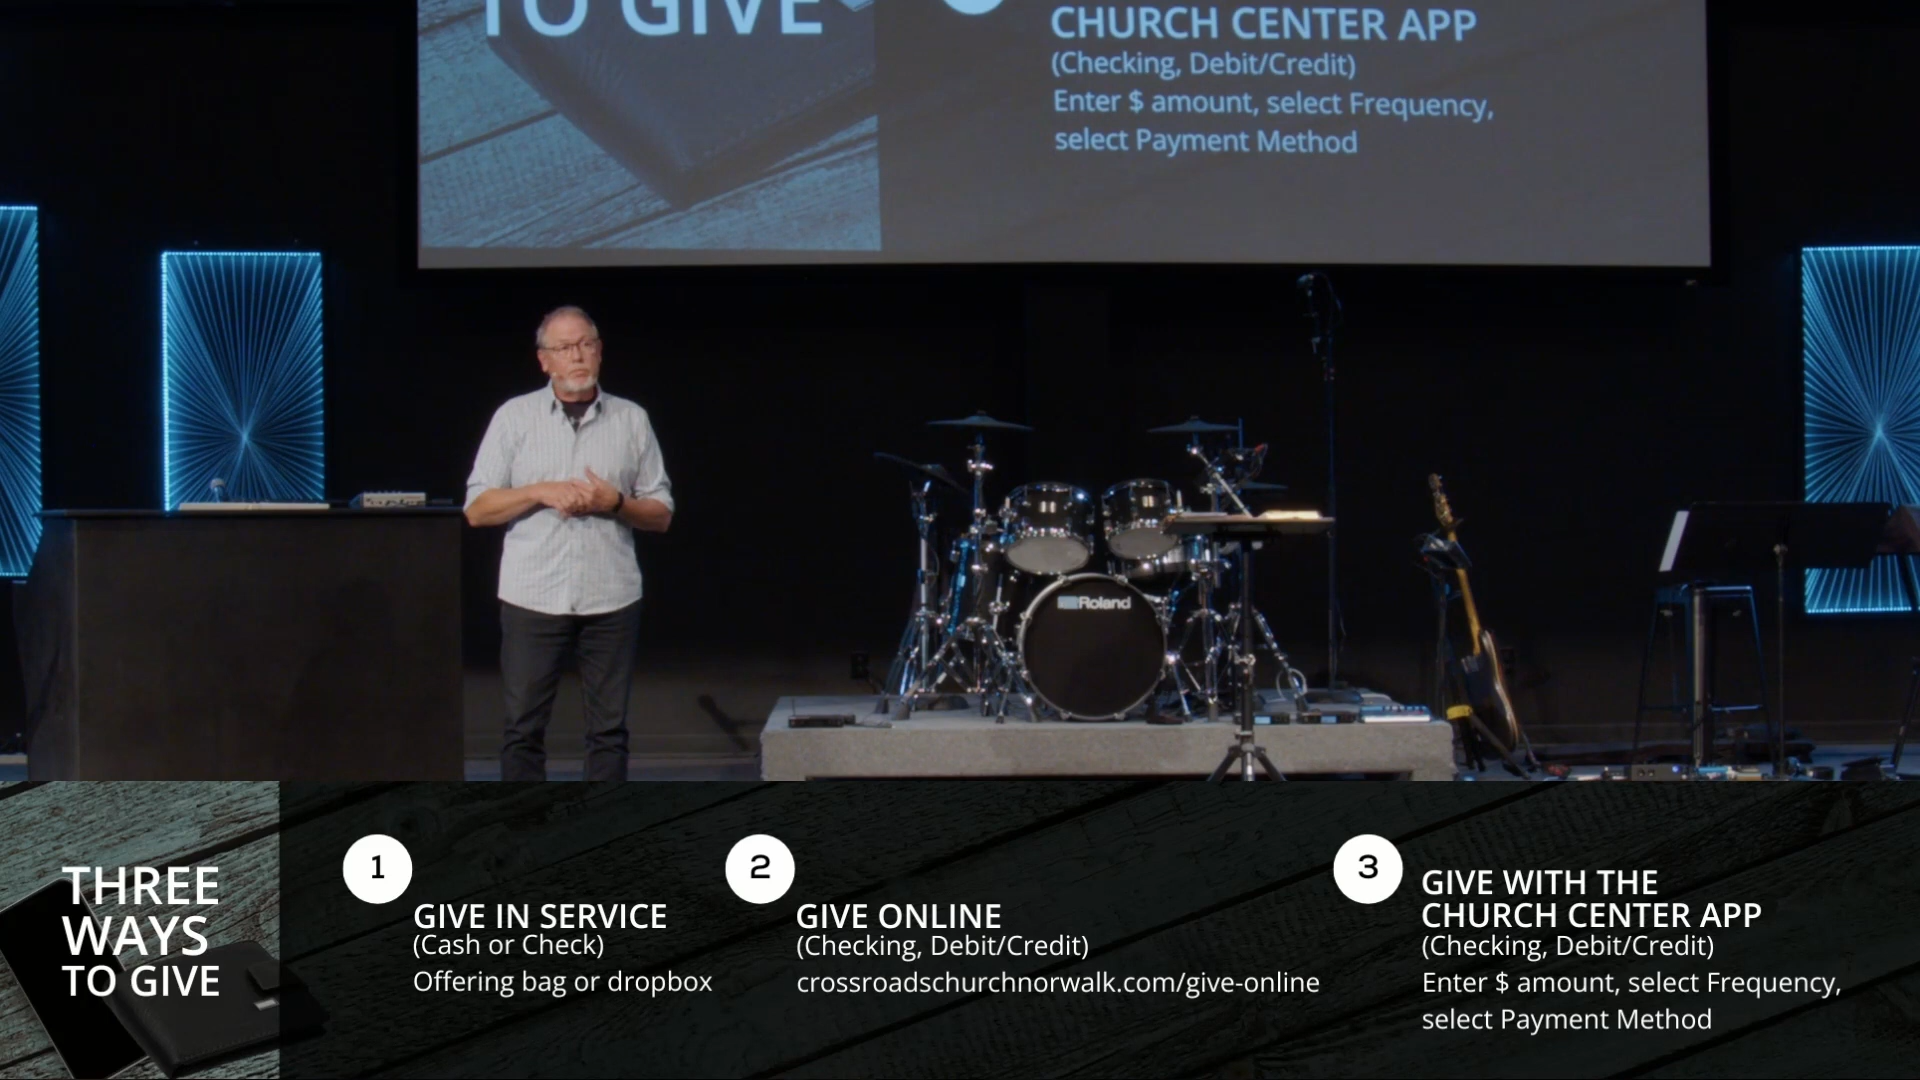 TO GIVE
CHURCH CENTER APP
(Checking, Debit/Credit)
Enter $ amount, select Frequency,
select Payment Method
Roland
THREE
WAYS
TO GIVE
1
GIVE IN SERVICE
(Cash or Check)
Offering bag or dropbox
2
GIVE ONLINE
(Checking, Debit/Credit)
crossroadschurchnorwalk.com/give-online
3
GIVE WITH THE
CHURCH CENTER APP
(Checking, Debit/Credit)
Enter $ amount, select Frequency,
select Payment Method